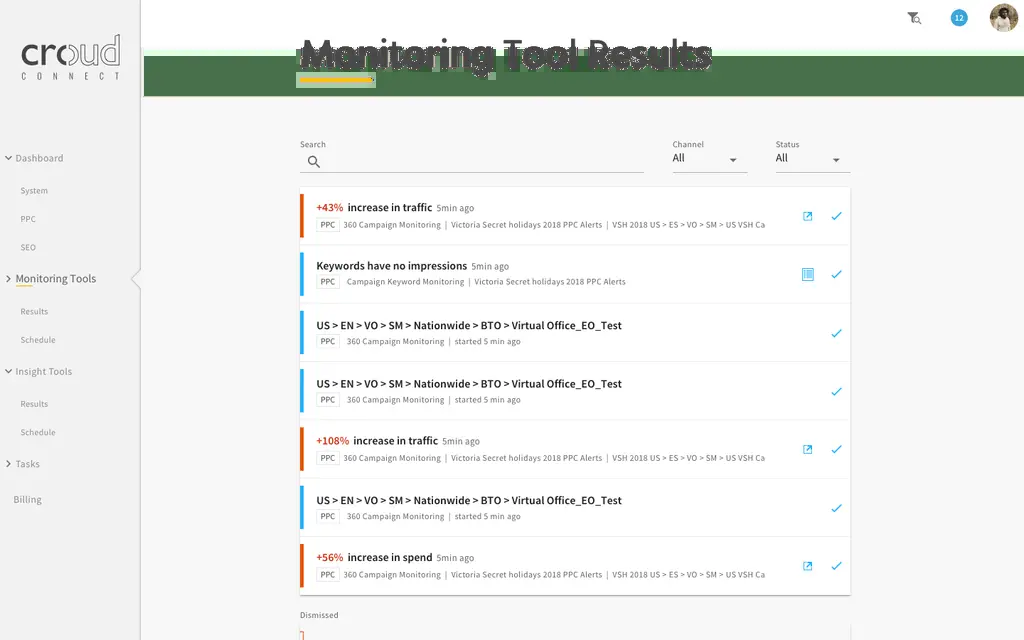 croud
CONNECT
12
Monitoring Tool Results
Dashboard
System
PPC
SEO
Monitoring Tools
Results
Schedule
Insight Tools
Results
Schedule
Tasks
Billing
Search
Channel
All
Status
All
+43% increase in traffic 5min ago
PPC 360 Campaign Monitoring | Victoria Secret holidays 2018 PPC Alerts | VSH 2018 US > ES > VO > SM > US VSH Ca
Keywords have no impressions 5min ago
PPC Campaign Keyword Monitoring | Victoria Secret holidays 2018 PPC Alerts
US > EN > VO > SM > Nationwide > BTO > Virtual Office_EO_Test
PPC 360 Campaign Monitoring | started 5 min ago
US > EN > VO > SM > Nationwide > BTO > Virtual Office_EO_Test
PPC 360 Campaign Monitoring | started 5 min ago
+108% increase in traffic 5min ago
PPC 360 Campaign Monitoring | Victoria Secret holidays 2018 PPC Alerts | VSH 2018 US > ES > VO > SM > US VSH Ca
US > EN > VO > SM > Nationwide > BTO > Virtual Office_EO_Test
PPC 360 Campaign Monitoring | started 5 min ago
+56% increase in spend 5min ago
PPC 360 Campaign Monitoring | Victoria Secret holidays 2018 PPC Alerts | VSH 2018 US > ES > VO > SM > US VSH Ca
Dismissed